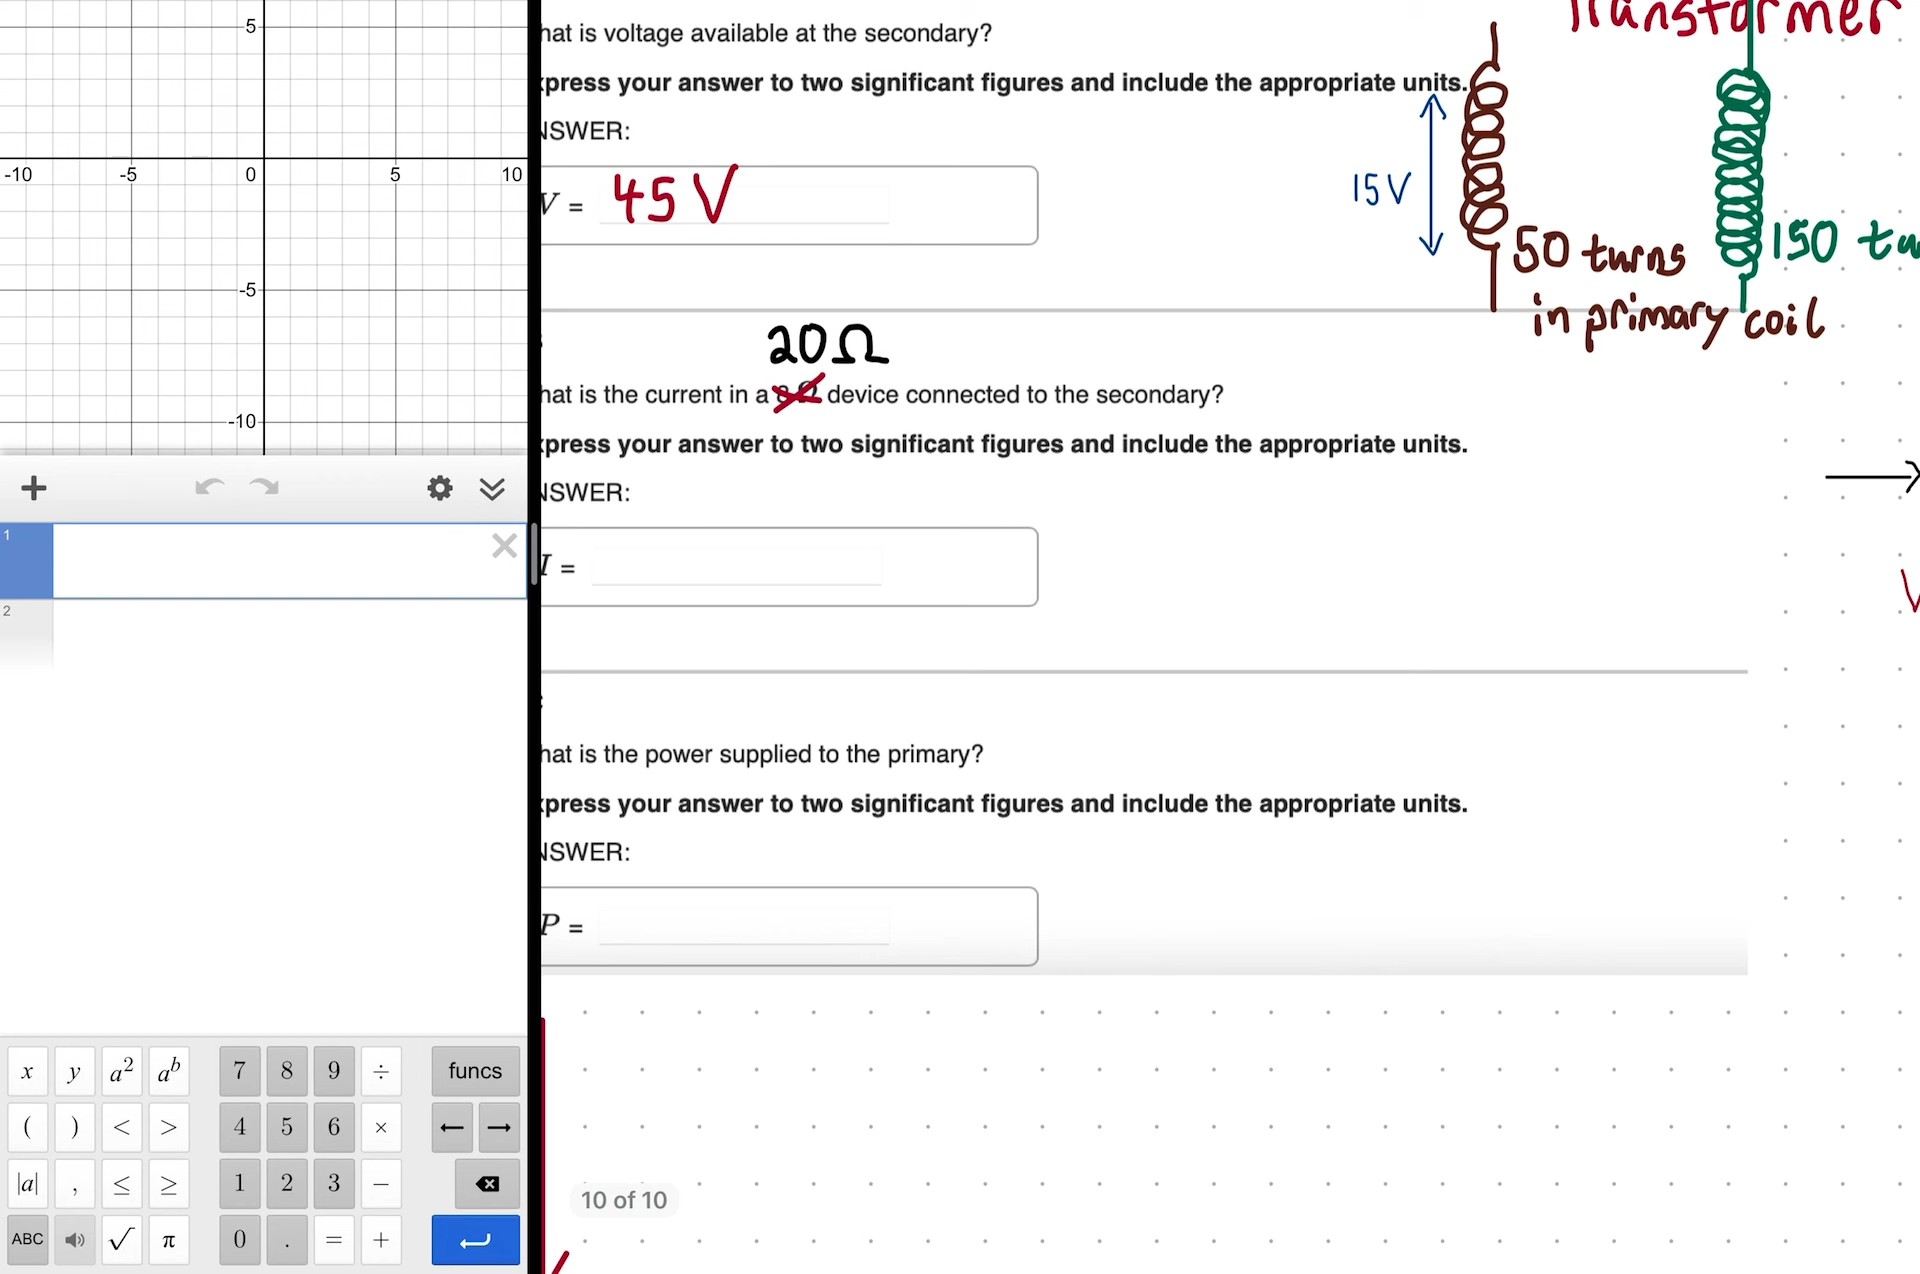 5
-10 -5 0 5 10
-5
-10
1
2
x y a² aᵇ 7 8 9 ÷ funcs
( ) < > 4 5 6 × ← →
|a| , ≤ ≥ 1 2 3 −
ABC √ π 0 . = +
hat is voltage available at the secondary?
xpress your answer to two significant figures and include the appropriate units.
NSWER:
V = 45 V
20Ω
hat is the current in a 8 Ω device connected to the secondary?
xpress your answer to two significant figures and include the appropriate units.
NSWER:
I =
hat is the power supplied to the primary?
xpress your answer to two significant figures and include the appropriate units.
NSWER:
P =
10 of 10
Transformer
15V
50 turns
in primary coil
150 tu